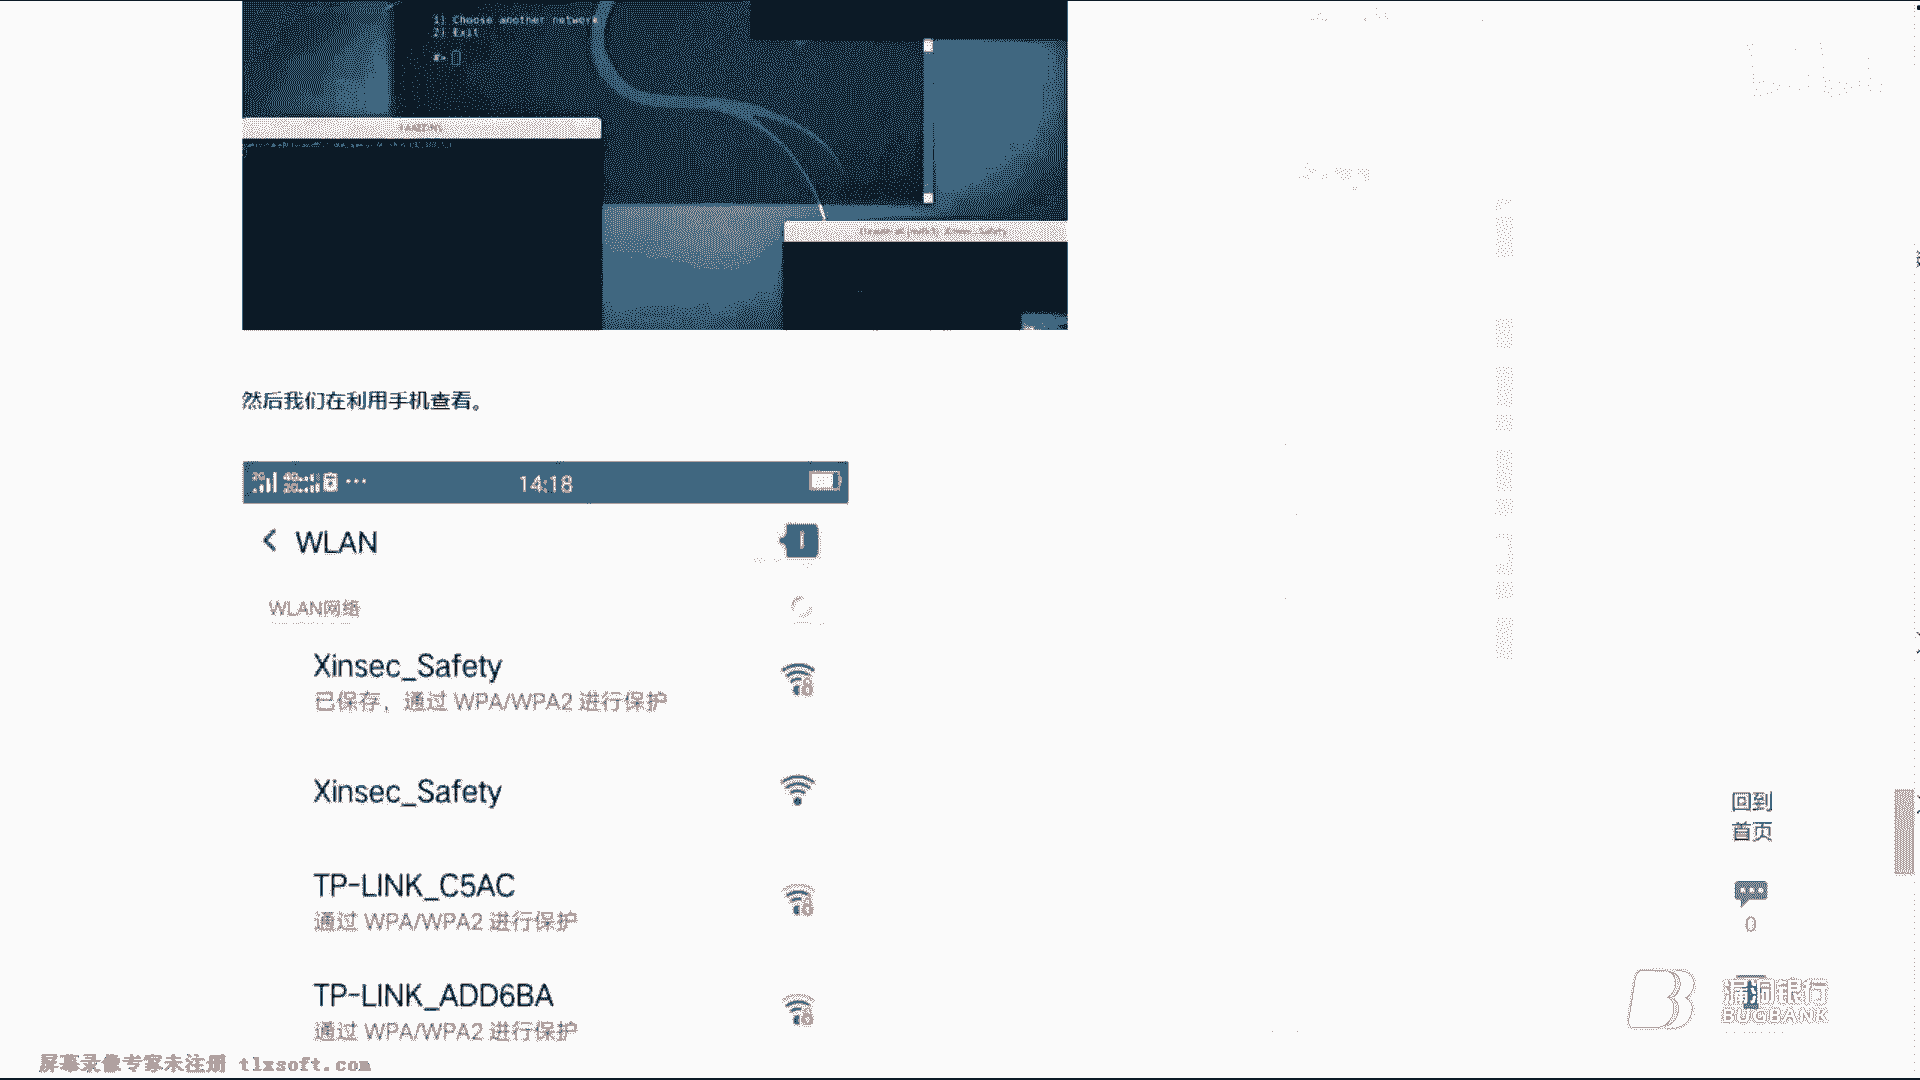 1) Choose another network
2) Exit
#>
然后我们在利用手机查看。
14:18
WLAN
WLAN网络
Xinsec_Safety
已保存，通过 WPA/WPA2 进行保护
Xinsec_Safety
TP-LINK_C5AC
通过 WPA/WPA2 进行保护
TP-LINK_ADD6BA
通过 WPA/WPA2 进行保护
回到
首页
0
漏洞银行
BUGBANK
屏幕录像专家未注册 tlxsoft.com